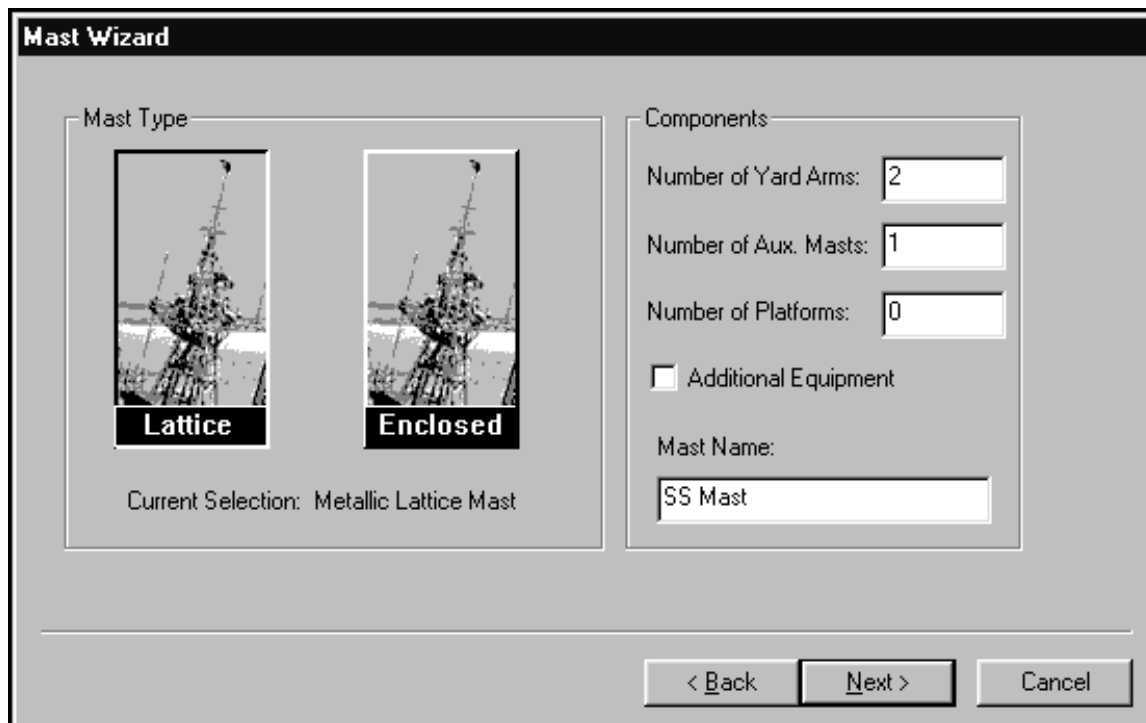 Mast Wizard
Mast Type
Lattice
Enclosed
Current Selection: Metallic Lattice Mast
Components
Number of Yard Arms: 2
Number of Aux. Masts: 1
Number of Platforms: 0
Additional Equipment
Mast Name:
SS Mast
< Back
Next >
Cancel